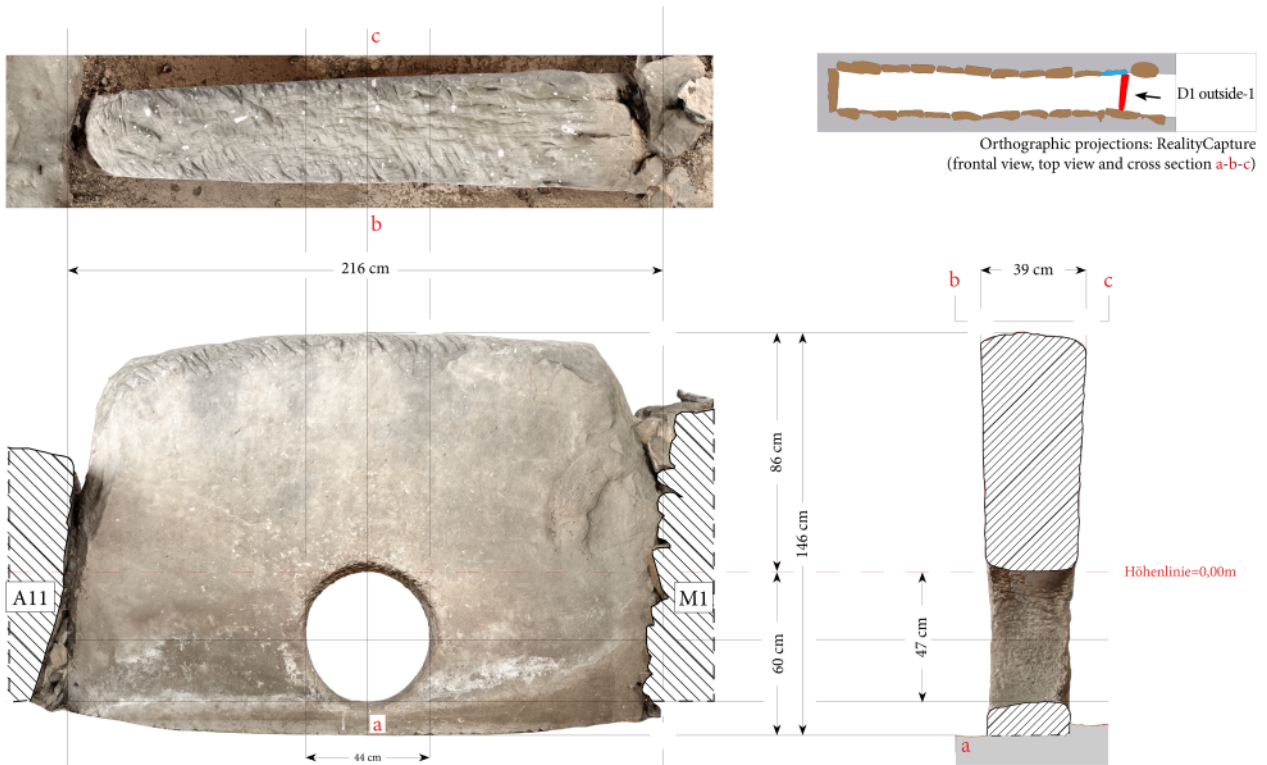 c
b
D1 outside-1
Orthographic projections: RealityCapture
(frontal view, top view and cross section a-b-c)
216 cm
39 cm
b
c
86 cm
146 cm
Höhenlinie=0,00m
A11
M1
60 cm
47 cm
a
a
44 cm